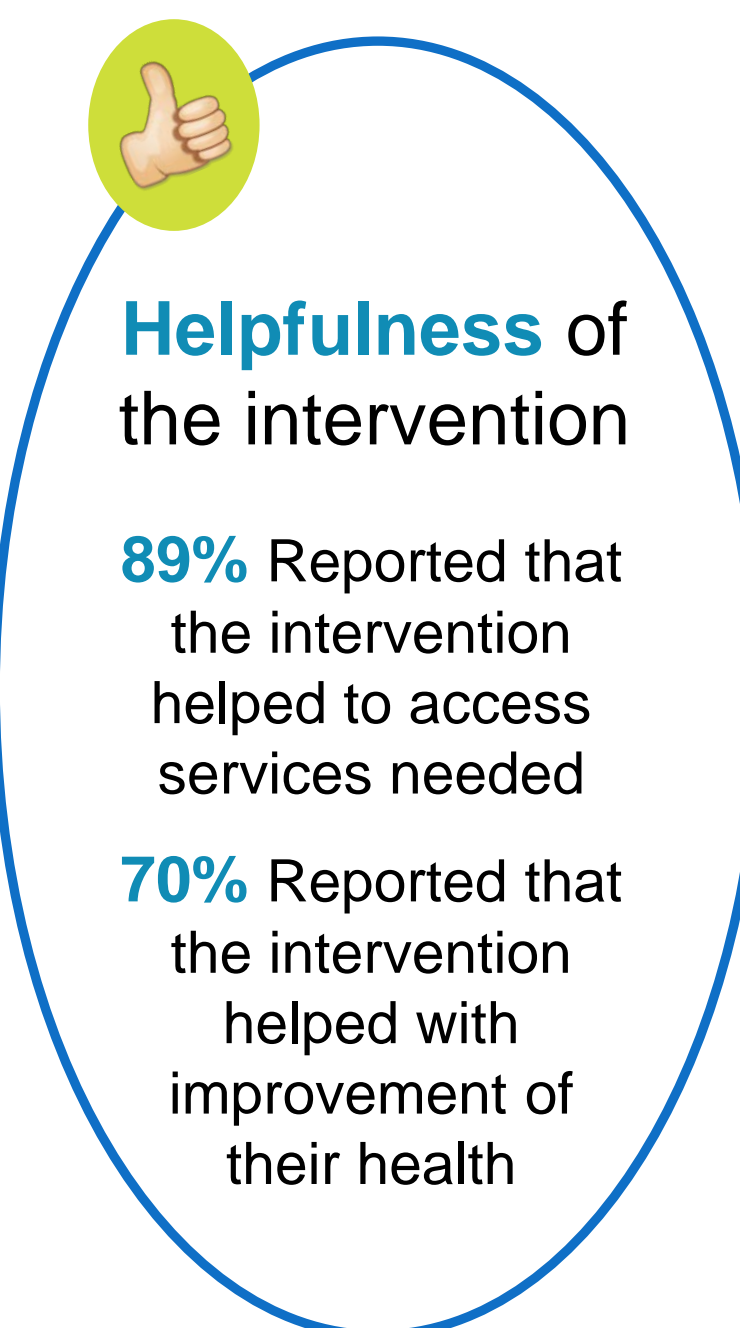 Helpfulness of
the intervention
89% Reported that
the intervention
helped to access
services needed
70% Reported that
the intervention
helped with
improvement of
their health